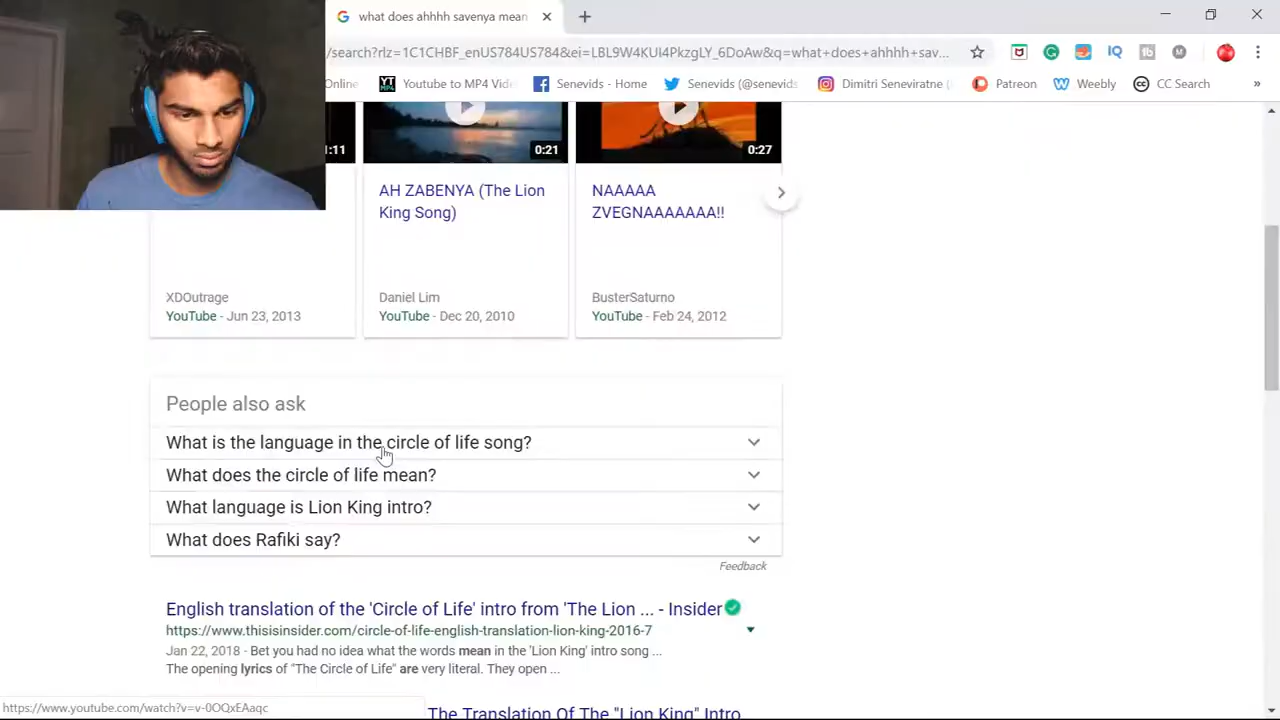 what does ahhhh savenya mean
/search?rlz=1C1CHBF_enUS784US784&ei=LBL9W4KUI4PkzgLY_6DoAw&q=what+does+ahhhh+sav...
Online
Youtube to MP4 Vide
Senevids - Home
Senevids (@senevids
Dimitri Seneviratne (
Patreon
Weebly
CC Search
»
1:11
0:21
0:27
AH ZABENYA (The Lion
King Song)
NAAAAA
ZVEGNAAAAAAA!!
XDOutrage
YouTube - Jun 23, 2013
Daniel Lim
YouTube - Dec 20, 2010
BusterSaturno
YouTube - Feb 24, 2012
People also ask
What is the language in the circle of life song?
What does the circle of life mean?
What language is Lion King intro?
What does Rafiki say?
Feedback
English translation of the 'Circle of Life' intro from 'The Lion ... - Insider
https://www.thisisinsider.com/circle-of-life-english-translation-lion-king-2016-7
Jan 22, 2018 - Bet you had no idea what the words mean in the 'Lion King' intro song ...
The opening lyrics of "The Circle of Life" are very literal. They open ...
https://www.youtube.com/watch?v=v-0OQxEAaqc
The Translation Of The "Lion King" Intro